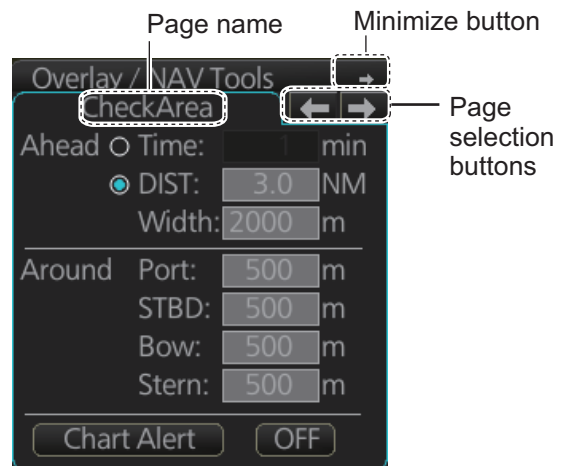 Page name
Minimize button
Overlay / NAV Tools
CheckArea
Page
selection
buttons
Ahead Time: 1 min
DIST: 3.0 NM
Width: 2000 m
Around Port: 500 m
STBD: 500 m
Bow: 500 m
Stern: 500 m
Chart Alert OFF